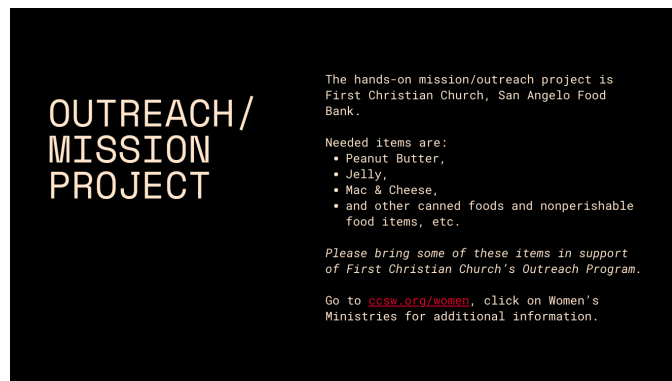 OUTREACH/
MISSION
PROJECT
The hands-on mission/outreach project is
First Christian Church, San Angelo Food
Bank.
Needed items are:
• Peanut Butter,
• Jelly,
• Mac & Cheese,
• and other canned foods and nonperishable
food items, etc.
Please bring some of these items in support
of First Christian Church’s Outreach Program.
Go to ccsw.org/women, click on Women’s
Ministries for additional information.